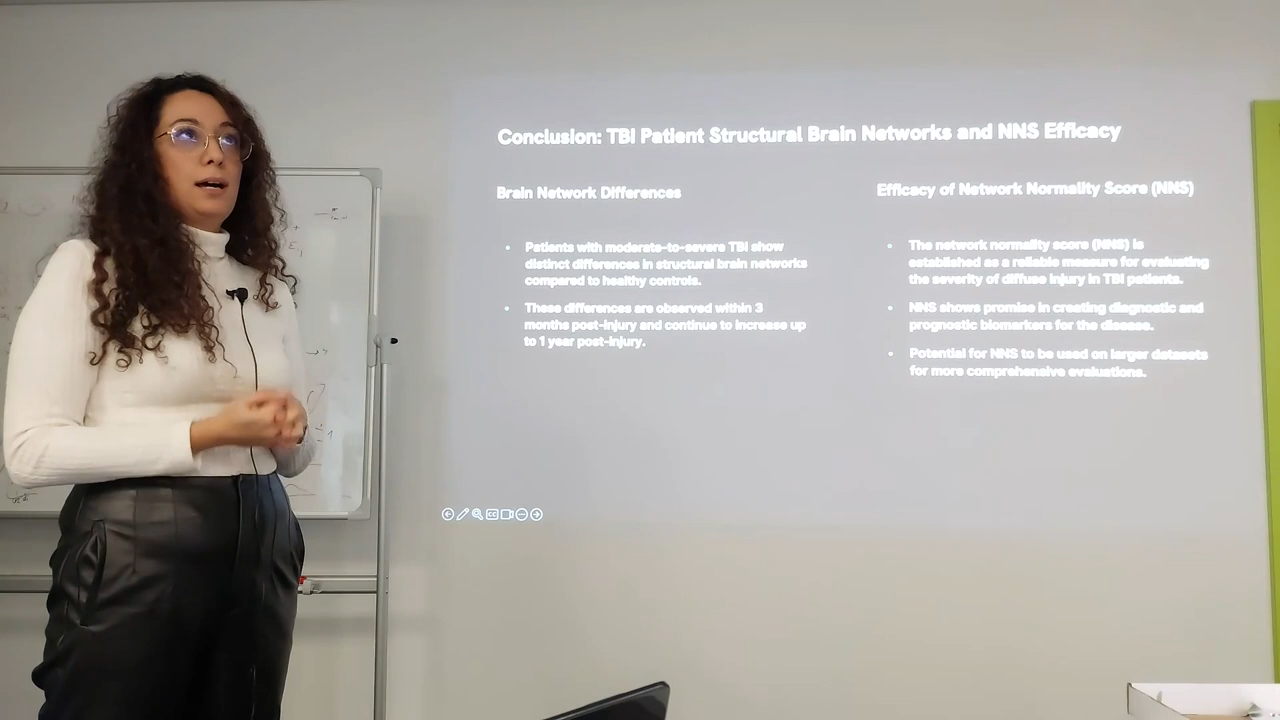 Conclusion: TBI Patient Structural Brain Networks and NNS Efficacy
Brain Network Differences
• Patients with moderate-to-severe TBI show
distinct differences in structural brain networks
compared to healthy controls.
• These differences are observed within 3
months post-injury and continue to increase up
to 1 year post-injury.
Efficacy of Network Normality Score (NNS)
• The network normality score (NNS) is
established as a reliable measure for evaluating
the severity of diffuse injury in TBI patients.
• NNS shows promise in creating diagnostic and
prognostic biomarkers for the disease.
• Potential for NNS to be used on larger datasets
for more comprehensive evaluations.